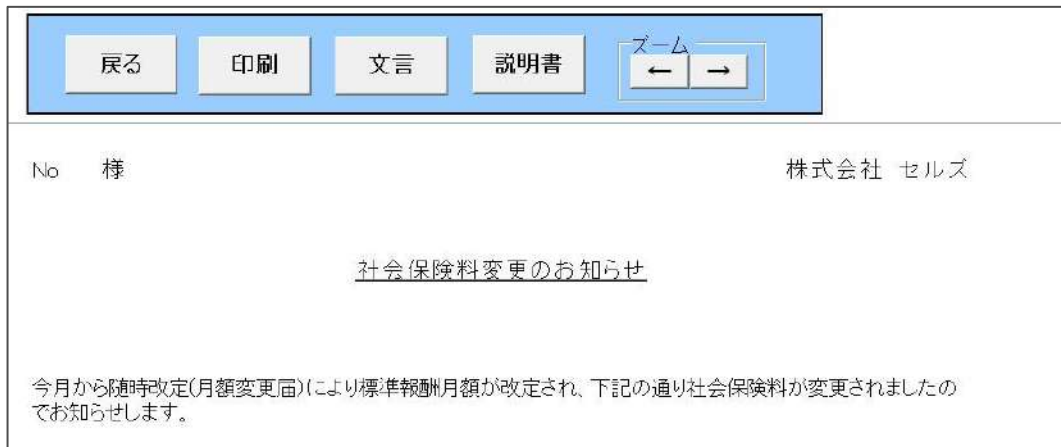 戻る 印刷 文言 説明書 ズーム
← →
No 様 株式会社 セルズ
社会保険料変更のお知らせ
今月から随時改定(月額変更届)により標準報酬月額が改定され、下記の通り社会保険料が変更されましたの
でお知らせします。